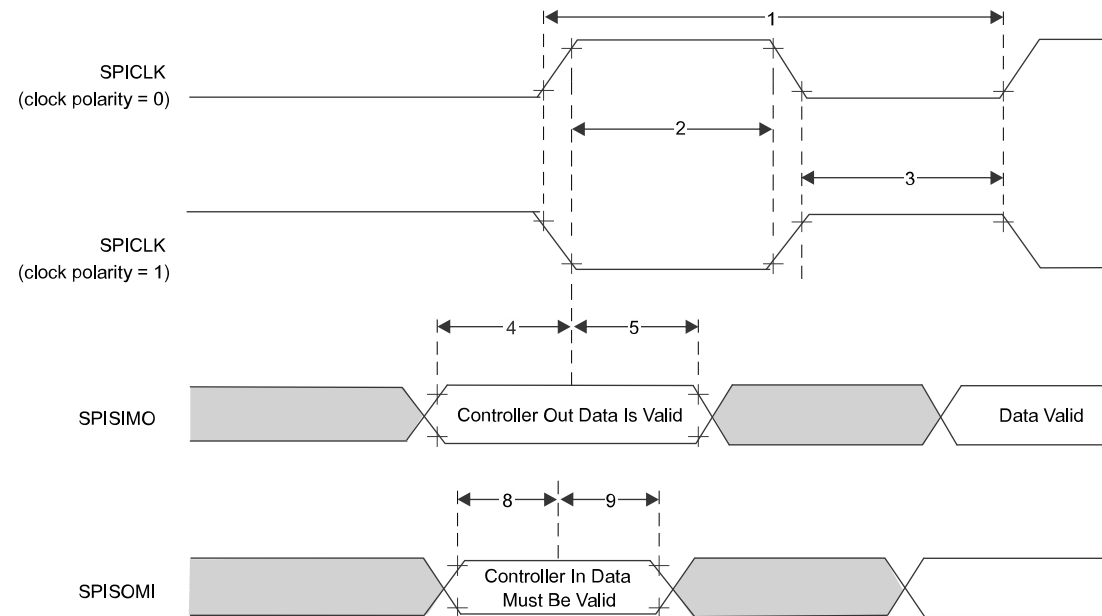 1
SPICLK
(clock polarity = 0)
2
3
SPICLK
(clock polarity = 1)
4
5
SPISIMO
Controller Out Data Is Valid
Data Valid
8
9
SPISOMI
Controller In Data
Must Be Valid